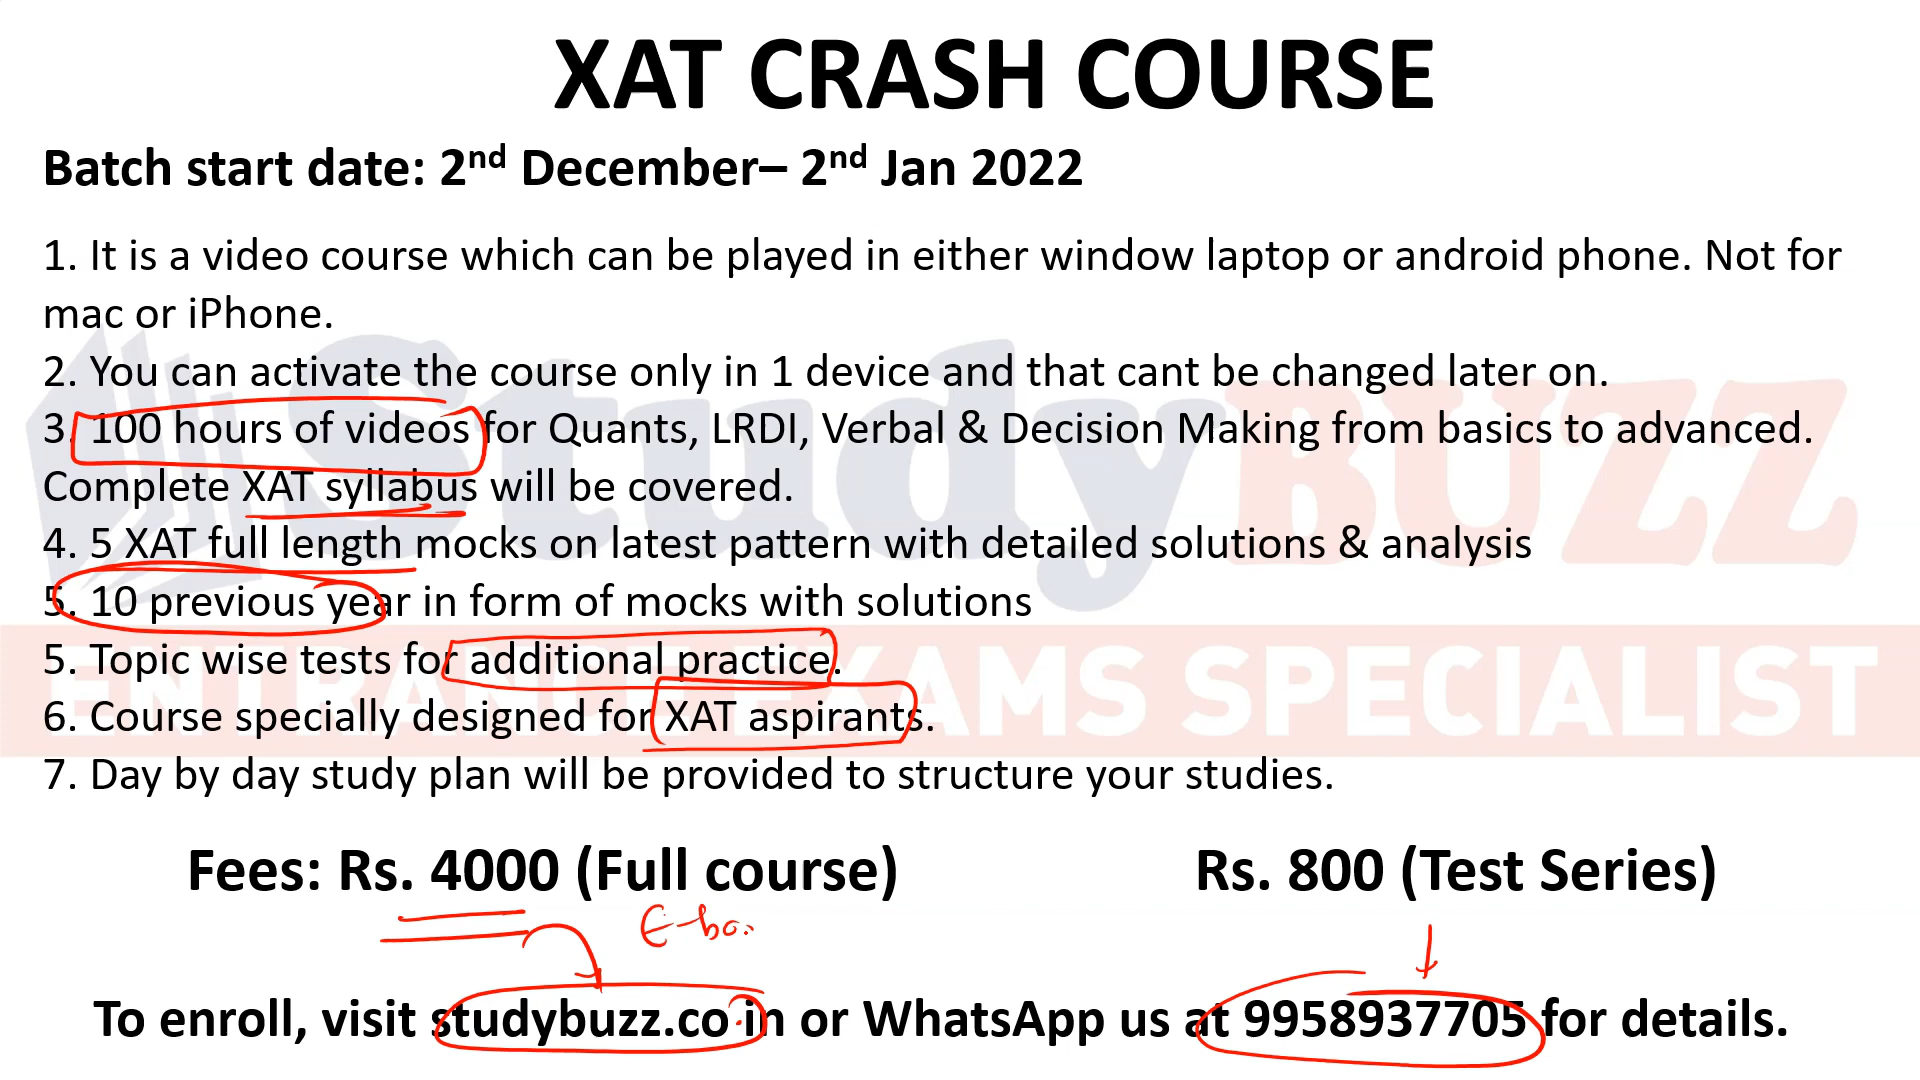 XAT CRASH COURSE
Batch start date: 2nd December– 2nd Jan 2022
1. It is a video course which can be played in either window laptop or android phone. Not for
mac or iPhone.
2. You can activate the course only in 1 device and that cant be changed later on.
3. 100 hours of videos for Quants, LRDI, Verbal & Decision Making from basics to advanced.
Complete XAT syllabus will be covered.
4. 5 XAT full length mocks on latest pattern with detailed solutions & analysis
5. 10 previous year in form of mocks with solutions
5. Topic wise tests for additional practice.
6. Course specially designed for XAT aspirants.
7. Day by day study plan will be provided to structure your studies.
Fees: Rs. 4000 (Full course) Rs. 800 (Test Series)
To enroll, visit studybuzz.co.in or WhatsApp us at 9958937705 for details.
StudyBUZZ
EXAMS SPECIALIST